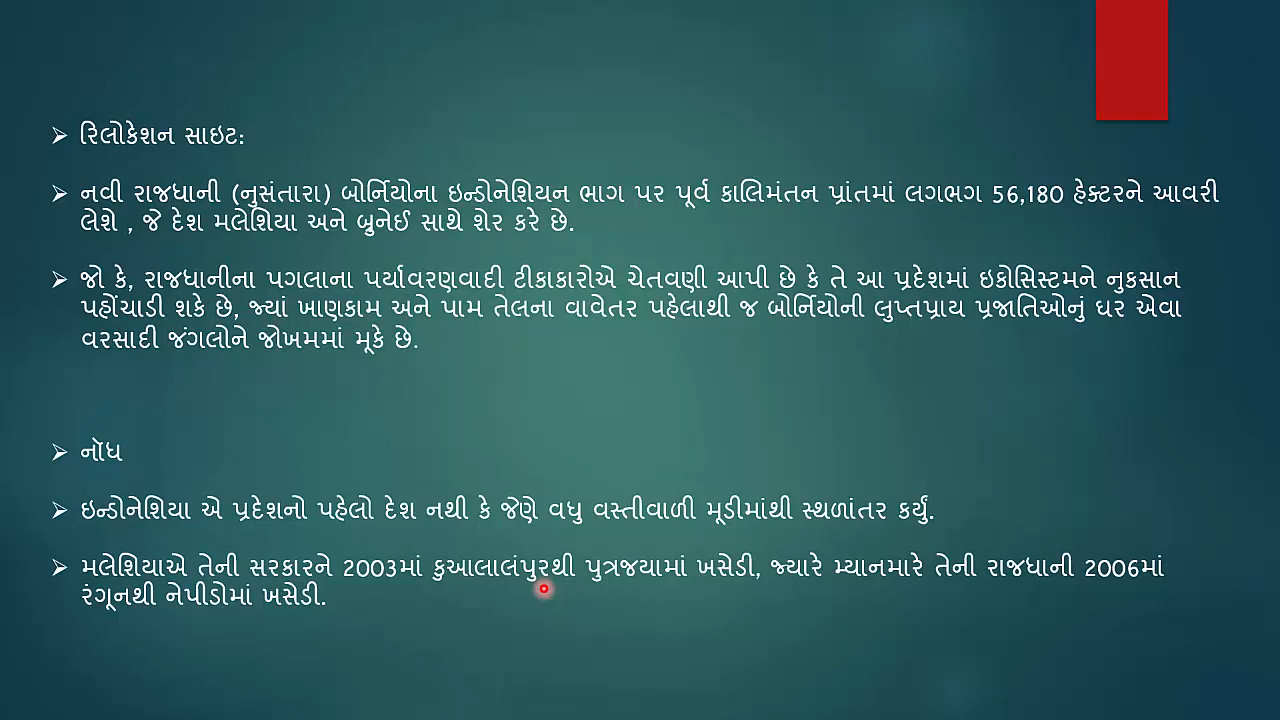 ➢ રિલોકેશન સાઇટ:
➢ નવી રાજધાની (નુસંતારા) બોર્નિયોના ઇન્ડોનેશિયન ભાગ પર પૂર્વ કાલિમંતન પ્રાંતમાં લગભગ 56,180 હેક્ટરને આવરી
લેશે , જે દેશ મલેશિયા અને બ્રુનેઈ સાથે શેર કરે છે.
➢ જો કે, રાજધાનીના પગલાના પર્યાવરણવાદી ટીકાકારોએ ચેતવણી આપી છે કે તે આ પ્રદેશમાં ઇકોસિસ્ટમને નુકસાન
પહોંચાડી શકે છે, જ્યાં ખાણકામ અને પામ તેલના વાવેતર પહેલાથી જ બોર્નિયોની લુપ્તપ્રાય પ્રજાતિઓનું ઘર એવા
વરસાદી જંગલોને જોખમમાં મૂકે છે.
➢ નૉધ
➢ ઇન્ડોનેશિયા એ પ્રદેશનો પહેલો દેશ નથી કે જેણે વધુ વસ્તીવાળી મૂડીમાંથી સ્થળાંતર કર્યું.
➢ મલેશિયાએ તેની સરકારને 2003માં કુઆલાલંપુરથી પુત્રજયામાં ખસેડી, જ્યારે મ્યાનમારે તેની રાજધાની 2006માં
રંગૂનથી નેપીડોમાં ખસેડી.